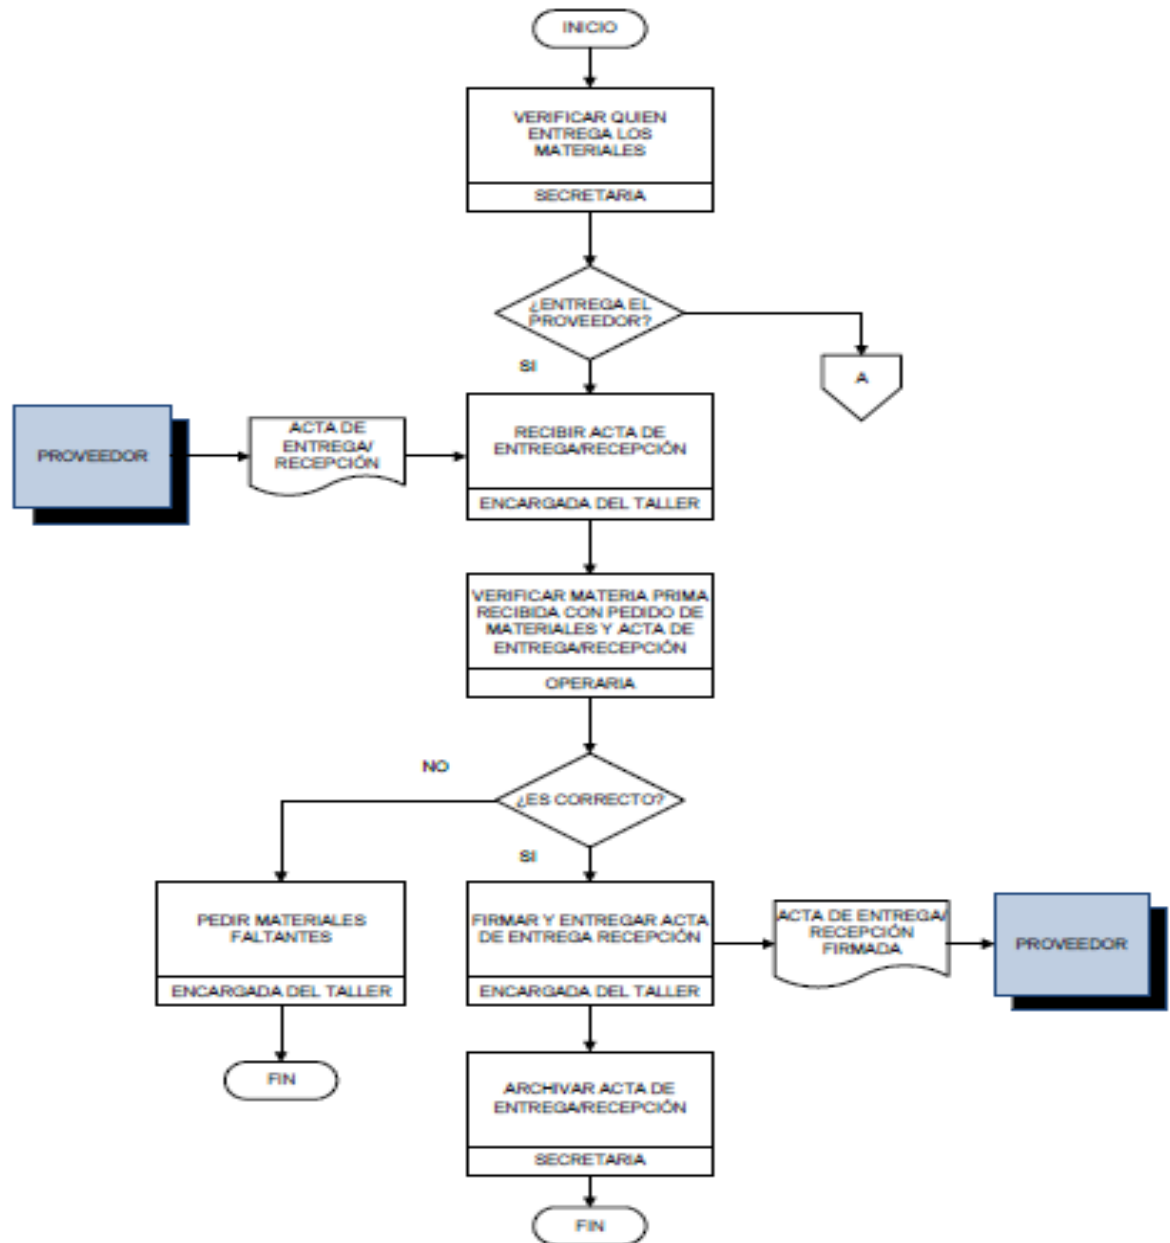 INICIO
VERIFICAR QUIEN
ENTREGA LOS
MATERIALES
SECRETARIA
¿ENTREGA EL
PROVEEDOR?
SI
A
PROVEEDOR
ACTA DE
ENTREGA/
RECEPCIÓN
RECIBIR ACTA DE
ENTREGA/RECEPCIÓN
ENCARGADA DEL TALLER
VERIFICAR MATERIA PRIMA
RECIBIDA CON PEDIDO DE
MATERIALES Y ACTA DE
ENTREGA/RECEPCIÓN
OPERARIA
NO
¿ES CORRECTO?
SI
PEDIR MATERIALES
FALTANTES
ENCARGADA DEL TALLER
FIN
FIRMAR Y ENTREGAR ACTA
DE ENTREGA RECEPCIÓN
ENCARGADA DEL TALLER
ACTA DE ENTREGA/
RECEPCIÓN
FIRMADA
PROVEEDOR
ARCHIVAR ACTA DE
ENTREGA/RECEPCIÓN
SECRETARIA
FIN